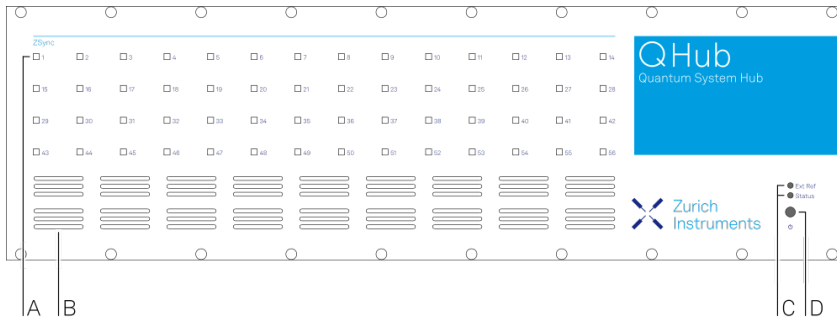 ZSync
1 2 3 4 5 6 7 8 9 10 11 12 13 14
15 16 17 18 19 20 21 22 23 24 25 26 27 28
29 30 31 32 33 34 35 36 37 38 39 40 41 42
43 44 45 46 47 48 49 50 51 52 53 54 55 56
QHub
Quantum System Hub
Ext Ref
Status
Zurich
Instruments
A B C D